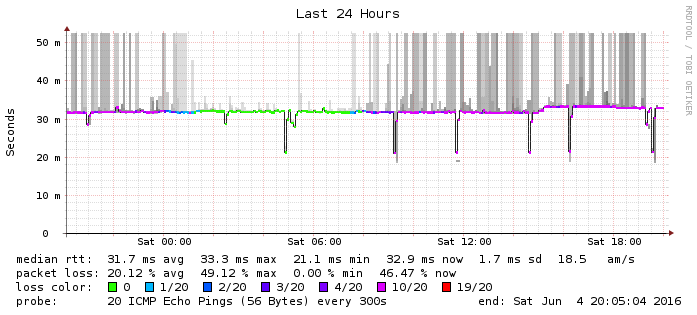 Last 24 Hours
RRDTOOL / TOBI OETIKER
Seconds
50 m
40 m
30 m
20 m
10 m
0
Sat 00:00 Sat 06:00 Sat 12:00 Sat 18:00
median rtt: 31.7 ms avg 33.3 ms max 21.1 ms min 32.9 ms now 1.7 ms sd 18.5 am/s
packet loss: 20.12 % avg 49.12 % max 0.00 % min 46.47 % now
loss color: 0 1/20 2/20 3/20 4/20 10/20 19/20
probe: 20 ICMP Echo Pings (56 Bytes) every 300s end: Sat Jun 4 20:05:04 2016